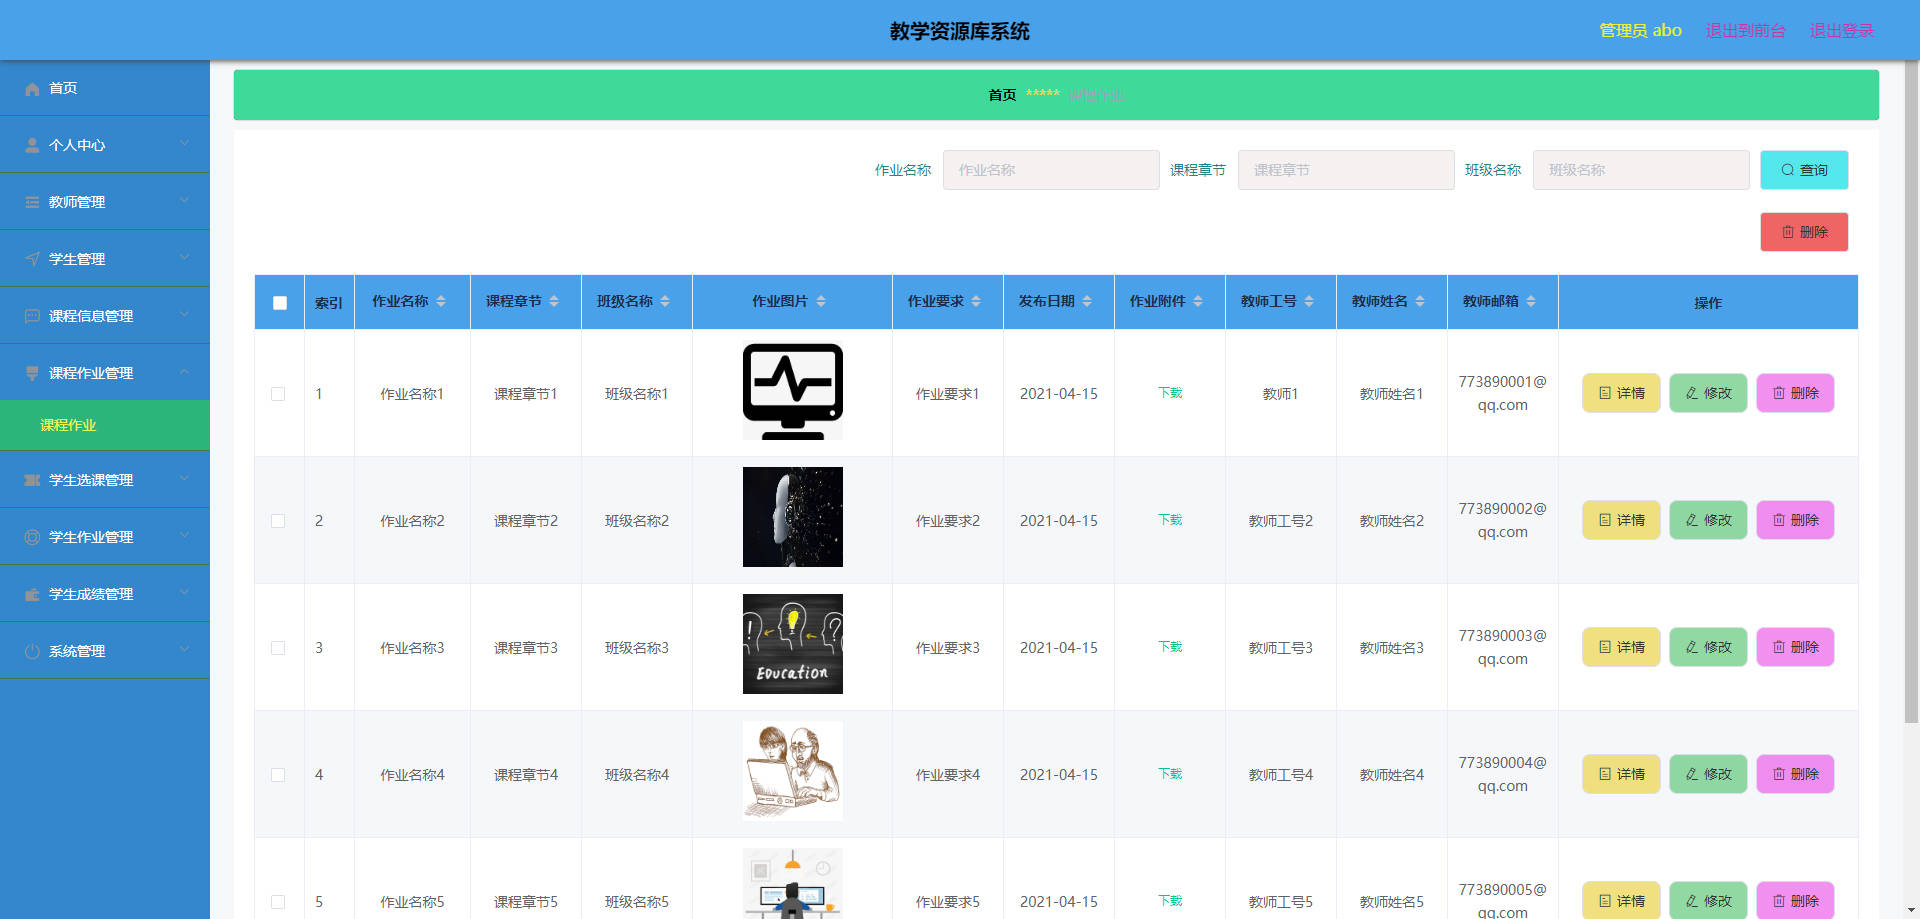 教学资源库系统
管理员 abo 退出到前台 退出登录
首页
个人中心
教师管理
学生管理
课程信息管理
课程作业管理
课程作业
学生选课管理
学生作业管理
学生成绩管理
系统管理
首页 ***** 课程作业
作业名称 作业名称 课程章节 课程章节 班级名称 班级名称 查询
删除
索引 作业名称 课程章节 班级名称 作业图片 作业要求 发布日期 作业附件 教师工号 教师姓名 教师邮箱 操作
1 作业名称1 课程章节1 班级名称1 作业要求1 2021-04-15 下载 教师1 教师姓名1 773890001@
qq.com 详情 修改 删除
2 作业名称2 课程章节2 班级名称2 作业要求2 2021-04-15 下载 教师工号2 教师姓名2 773890002@
qq.com 详情 修改 删除
3 作业名称3 课程章节3 班级名称3 ! ? Education 作业要求3 2021-04-15 下载 教师工号3 教师姓名3 773890003@
qq.com 详情 修改 删除
4 作业名称4 课程章节4 班级名称4 作业要求4 2021-04-15 下载 教师工号4 教师姓名4 773890004@
qq.com 详情 修改 删除
5 作业名称5 课程章节5 班级名称5 作业要求5 2021-04-15 下载 教师工号5 教师姓名5 773890005@
qq.com 详情 修改 删除